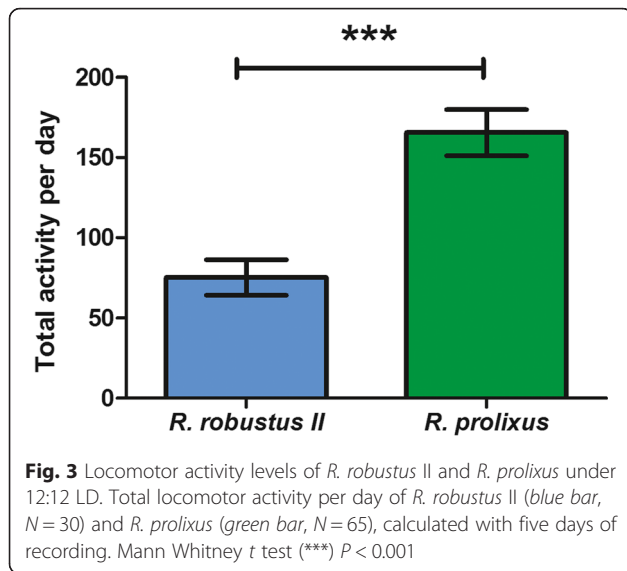 ***
200
150
100
50
0
Total activity per day
R. robustus II
R. prolixus
Fig. 3 Locomotor activity levels of R. robustus II and R. prolixus under
12:12 LD. Total locomotor activity per day of R. robustus II (blue bar,
N = 30) and R. prolixus (green bar, N = 65), calculated with five days of
recording. Mann Whitney t test (***) P < 0.001